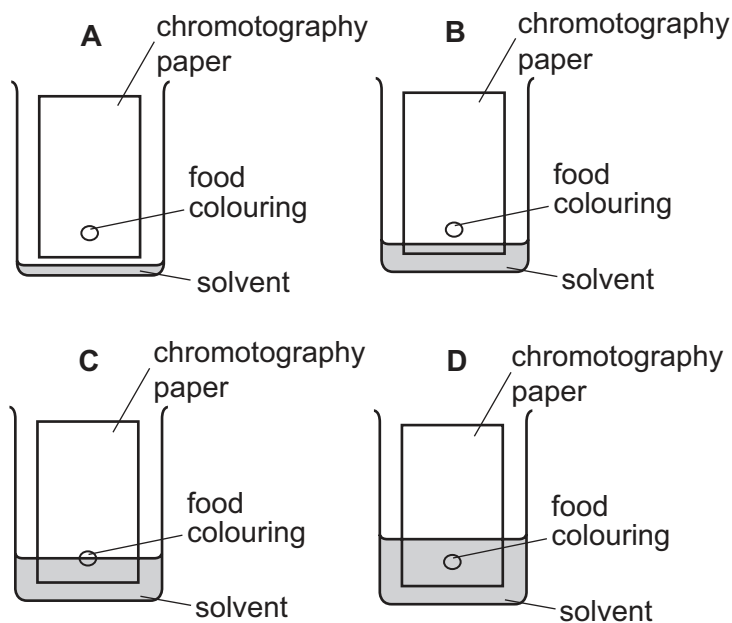 A
chromotography
paper
food
colouring
solvent
B
chromotography
paper
food
colouring
solvent
C
chromotography
paper
food
colouring
solvent
D
chromotography
paper
food
colouring
solvent